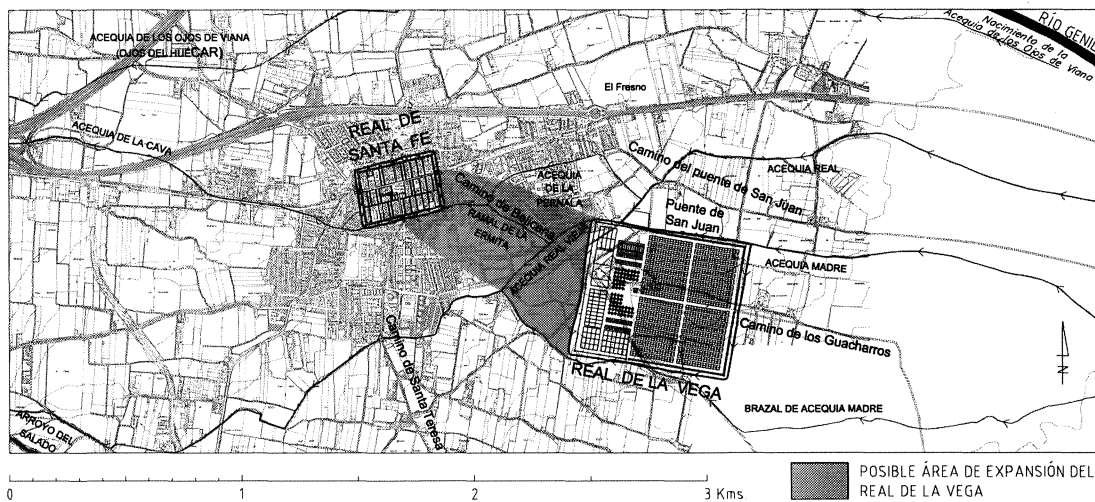 ACEQUIA DE LOS OJOS DE VIANA
(OJOS DEL HUECAR)
RÍO GENIL
Nacimiento de la
Acequia de los Ojos de Viana
El Fresno
REAL DE
SANTA FE
ACEQUIA DE LA CAVA
Camino del puente de San Juan
ACEQUIA REAL
ACEQUIA
DE LA
PERNALA
Camino de Belicena
RAMAL DE LA
ERMITA
Puente de
San Juan
ACEQUIA REAL VIEJA
ACEQUIA MADRE
Camino de los Guacharros
Camino de Santa Teresa
REAL DE LA VEGA
N
BRAZAL DE ACEQUIA MADRE
ARROYO DEL
SALADO
0 1 2 3 Kms
POSIBLE ÁREA DE EXPANSIÓN DEL
REAL DE LA VEGA